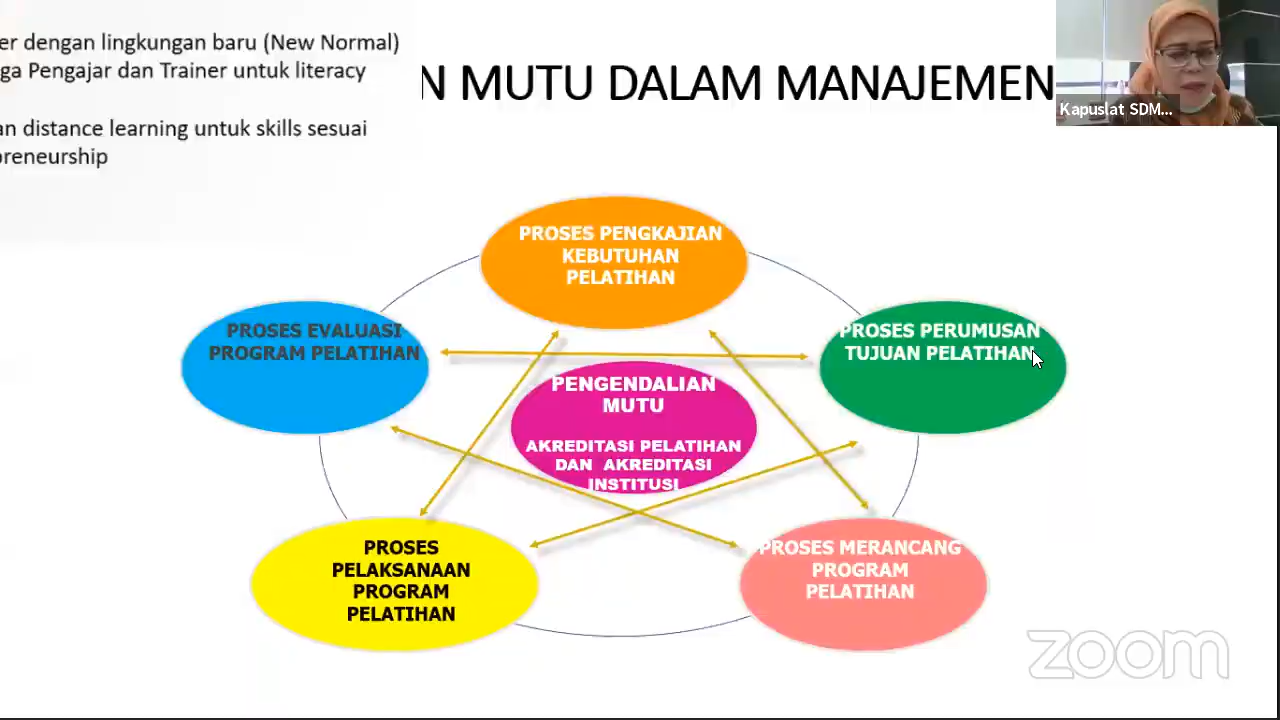 er dengan lingkungan baru (New Normal)
ga Pengajar dan Trainer untuk literacy
an distance learning untuk skills sesuai
preneurship
N MUTU DALAM MANAJEMEN
Kapuslat SDM...
PROSES PENGKAJIAN
KEBUTUHAN
PELATIHAN
PROSES EVALUASI
PROGRAM PELATIHAN
PROSES PERUMUSAN
TUJUAN PELATIHAN
PENGENDALIAN
MUTU
AKREDITASI PELATIHAN
DAN AKREDITASI
INSTITUSI
PROSES
PELAKSANAAN
PROGRAM
PELATIHAN
PROSES MERANCANG
PROGRAM
PELATIHAN
zoom